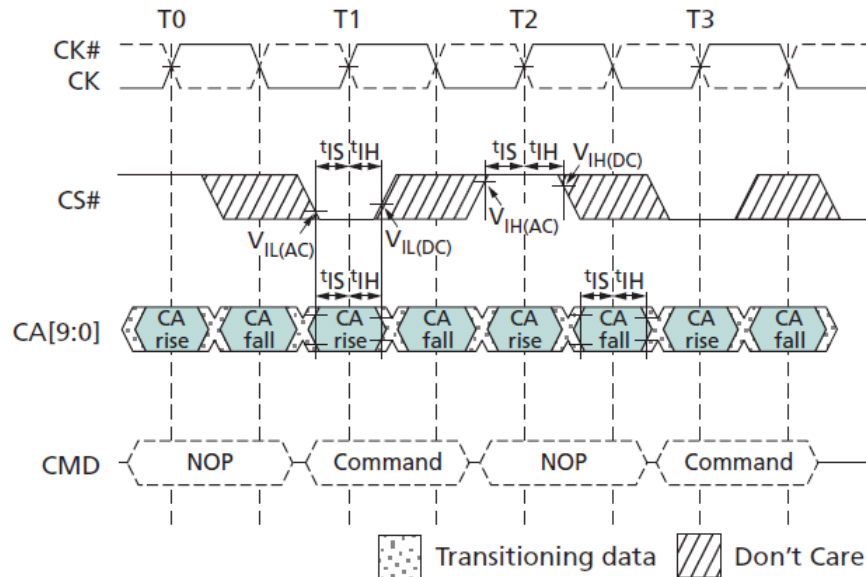 T0 T1 T2 T3
CK#
CK
tIS tIH tIS tIH VIH(DC)
CS#
VIL(AC) VIL(DC) VIH(AC)
tIS tIH tIS tIH
CA[9:0]
CA rise CA fall CA rise CA fall CA rise CA fall CA rise CA fall
CMD NOP Command NOP Command
Transitioning data Don't Care